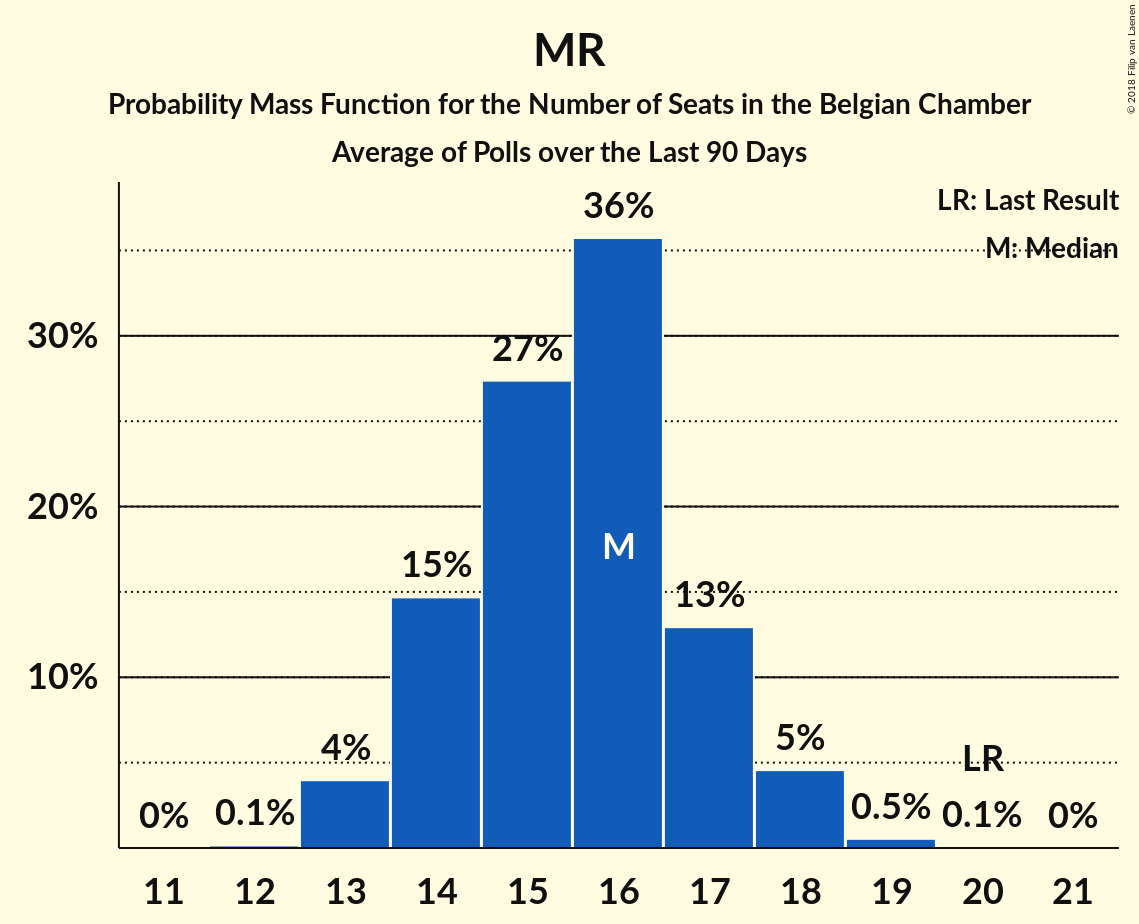 MR
Probability Mass Function for the Number of Seats in the Belgian Chamber
Average of Polls over the Last 90 Days
© 2018 Filip van Laenen
LR: Last Result
M: Median
30%
20%
10%
0%
0.1%
4%
15%
27%
36%
M
13%
5%
0.5%
LR
0.1%
0%
11 12 13 14 15 16 17 18 19 20 21